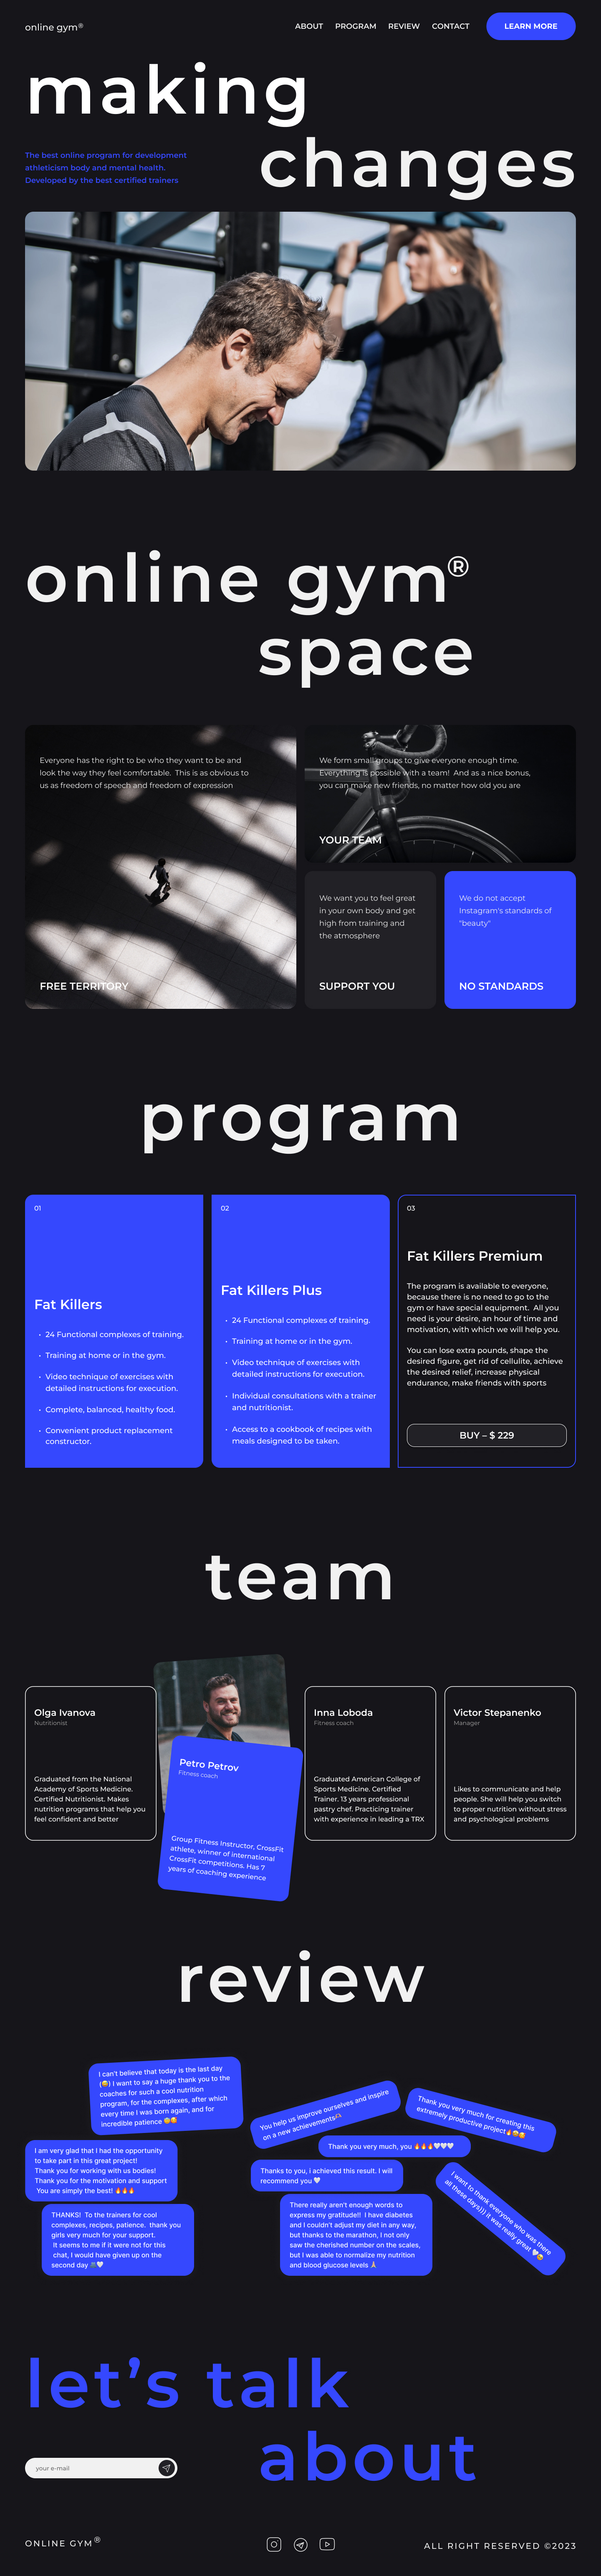 online gym®
ABOUT
PROGRAM
REVIEW
CONTACT
LEARN MORE
making
changes
The best online program for development
athleticism body and mental health.
Developed by the best certified trainers
online gym®
space
Everyone has the right to be who they want to be and
look the way they feel comfortable. This is as obvious to
us as freedom of speech and freedom of expression
FREE TERRITORY
We form small groups to give everyone enough time.
Everything is possible with a team! And as a nice bonus,
you can make new friends, no matter how old you are
YOUR TEAM
We want you to feel great
in your own body and get
high from training and
the atmosphere
SUPPORT YOU
We do not accept
Instagram's standards of
"beauty"
NO STANDARDS
program
01
Fat Killers
• 24 Functional complexes of training.
• Training at home or in the gym.
• Video technique of exercises with
detailed instructions for execution.
• Complete, balanced, healthy food.
• Convenient product replacement
constructor.
02
Fat Killers Plus
• 24 Functional complexes of training.
• Training at home or in the gym.
• Video technique of exercises with
detailed instructions for execution.
• Individual consultations with a trainer
and nutritionist.
• Access to a cookbook of recipes with
meals designed to be taken.
03
Fat Killers Premium
The program is available to everyone,
because there is no need to go to the
gym or have special equipment. All you
need is your desire, an hour of time and
motivation, with which we will help you.
You can lose extra pounds, shape the
desired figure, get rid of cellulite, achieve
the desired relief, increase physical
endurance, make friends with sports
BUY – $ 229
team
Olga Ivanova
Nutritionist
Graduated from the National
Academy of Sports Medicine.
Certified Nutritionist. Makes
nutrition programs that help you
feel confident and better
Petro Petrov
Fitness coach
Group Fitness Instructor, CrossFit
athlete, winner of international
CrossFit competitions. Has 7
years of coaching experience
Inna Loboda
Fitness coach
Graduated American College of
Sports Medicine. Certified
Trainer. 13 years professional
pastry chef. Practicing trainer
with experience in leading a TRX
Victor Stepanenko
Manager
Likes to communicate and help
people. She will help you switch
to proper nutrition without stress
and psychological problems
review
I can't believe that today is the last day
(😅) I want to say a huge thank you to the
coaches for such a cool nutrition
program, for the complexes, after which
every time I was born again, and for
incredible patience 😊🥰
I am very glad that I had the opportunity
to take part in this great project!
Thank you for working with us bodies!
Thank you for the motivation and support
You are simply the best! 🔥🔥🔥
THANKS! To the trainers for cool
complexes, recipes, patience. thank you
girls very much for your support.
It seems to me if it were not for this
chat, I would have given up on the
second day
You help us improve ourselves and inspire
on a new achievements
Thank you very much for creating this
extremely productive project🔥
Thank you very much, you 🔥🔥🔥🤍🤍🤍
Thanks to you, i achieved this result. I will
recommend you 🤍
There really aren't enough words to
express my gratitude!! I have diabetes
and I couldn't adjust my diet in any way,
but thanks to the marathon, I not only
saw the cherished number on the scales,
but I was able to normalize my nutrition
and blood glucose levels 🙏
I want to thank everyone who was there
all these days))) it was really great
let's talk
about
your e-mail
ONLINE GYM®
ALL RIGHT RESERVED ©2023